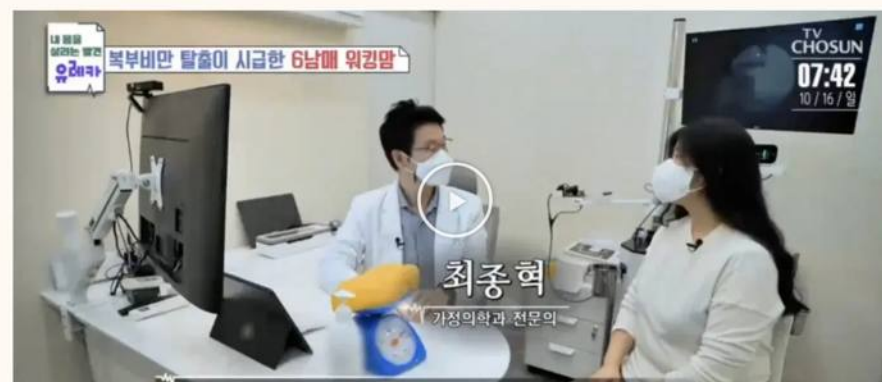 내 몸을
살리는 발견
유레카
복부비만 탈출이 시급한 6남매 워킹맘
TV
CHOSUN
07:42
10 / 16 / 일
최종혁
가정의학과 전문의